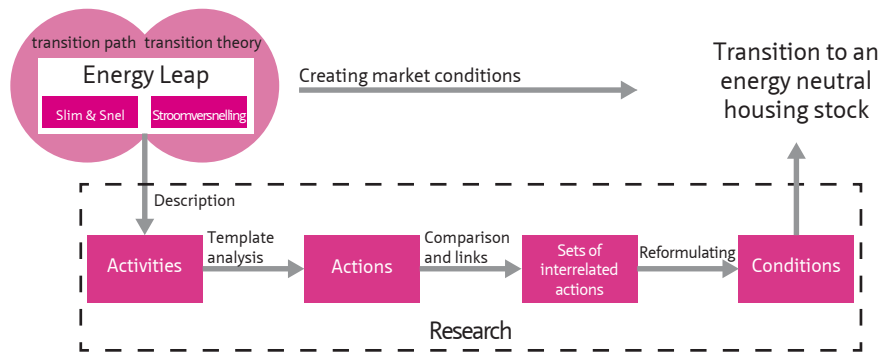 transition path transition theory
Energy Leap
Slim & Snel
Stroomversnelling
Creating market conditions
Transition to an
energy neutral
housing stock
Description
Activities
Template
analysis
Actions
Comparison
and links
Sets of
interrelated
actions
Reformulating
Conditions
Research